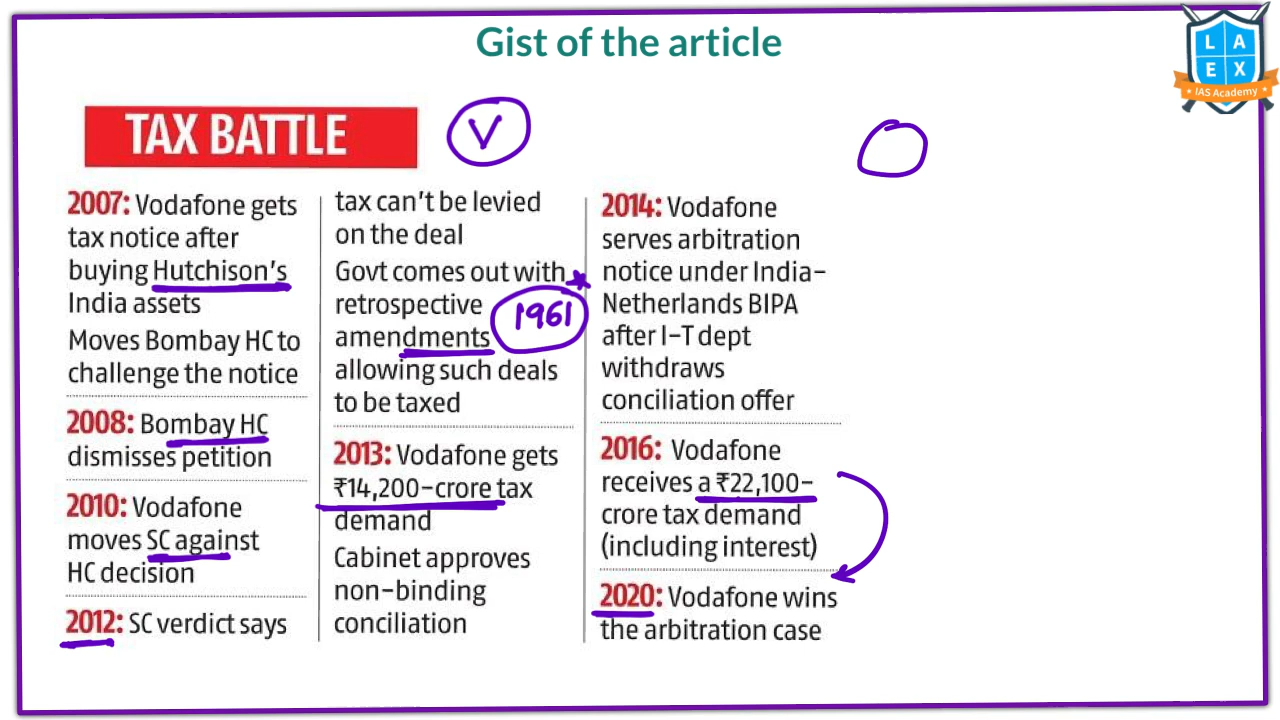 Gist of the article
L A
E X
IAS Academy
TAX BATTLE
V
2007: Vodafone gets
tax notice after
buying Hutchison's
India assets
Moves Bombay HC to
challenge the notice
2008: Bombay HC
dismisses petition
2010: Vodafone
moves SC against
HC decision
2012: SC verdict says
tax can't be levied
on the deal
Govt comes out with
retrospective
1961
amendments
allowing such deals
to be taxed
2013: Vodafone gets
₹14,200-crore tax
demand
Cabinet approves
non-binding
conciliation
2014: Vodafone
serves arbitration
notice under India-
Netherlands BIPA
after I-T dept
withdraws
conciliation offer
2016: Vodafone
receives a ₹22,100-
crore tax demand
(including interest)
2020: Vodafone wins
the arbitration case